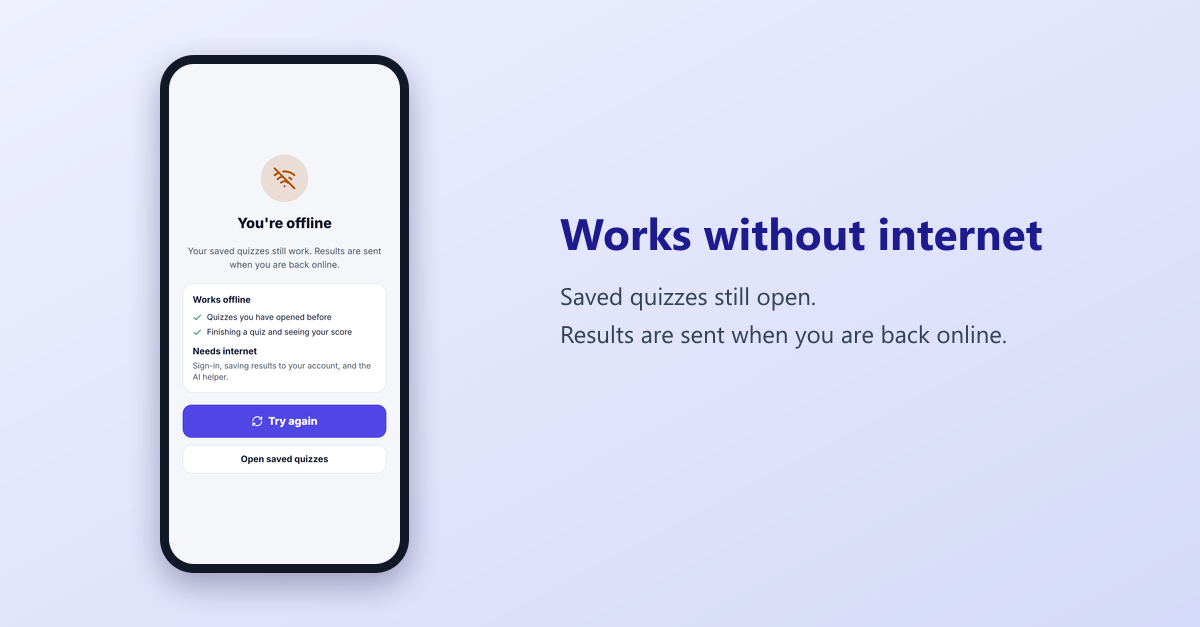 You're offline
Your saved quizzes still work. Results are sent
when you are back online.
Works offline
Quizzes you have opened before
Finishing a quiz and seeing your score
Needs internet
Sign-in, saving results to your account, and the
AI helper.
Try again
Open saved quizzes
Works without internet
Saved quizzes still open.
Results are sent when you are back online.